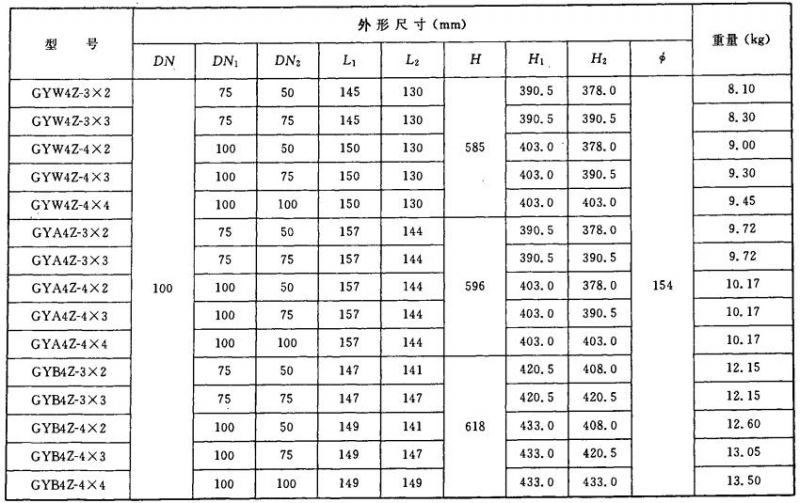 型 号 外形尺寸(mm) 重量(kg)
DN DN₁ DN₂ L₁ L₂ H H₁ H₂ ϕ
GYW4Z-3×2 75 50 145 130 390.5 378.0 8.10
GYW4Z-3×3 75 75 145 130 390.5 390.5 8.30
GYW4Z-4×2 100 50 150 130 585 403.0 378.0 9.00
GYW4Z-4×3 100 75 150 130 403.0 390.5 9.30
GYW4Z-4×4 100 100 150 130 403.0 403.0 9.45
GYA4Z-3×2 75 50 157 144 390.5 378.0 9.72
GYA4Z-3×3 75 75 157 144 390.5 390.5 9.72
GYA4Z-4×2 100 100 50 157 144 596 403.0 378.0 154 10.17
GYA4Z-4×3 100 75 157 144 403.0 390.5 10.17
GYA4Z-4×4 100 100 157 144 403.0 403.0 10.17
GYB4Z-3×2 75 50 147 141 420.5 408.0 12.15
GYB4Z-3×3 75 75 147 147 420.5 420.5 12.15
GYB4Z-4×2 100 50 149 141 618 433.0 408.0 12.60
GYB4Z-4×3 100 75 149 147 433.0 420.5 13.05
GYB4Z-4×4 100 100 149 149 433.0 433.0 13.50